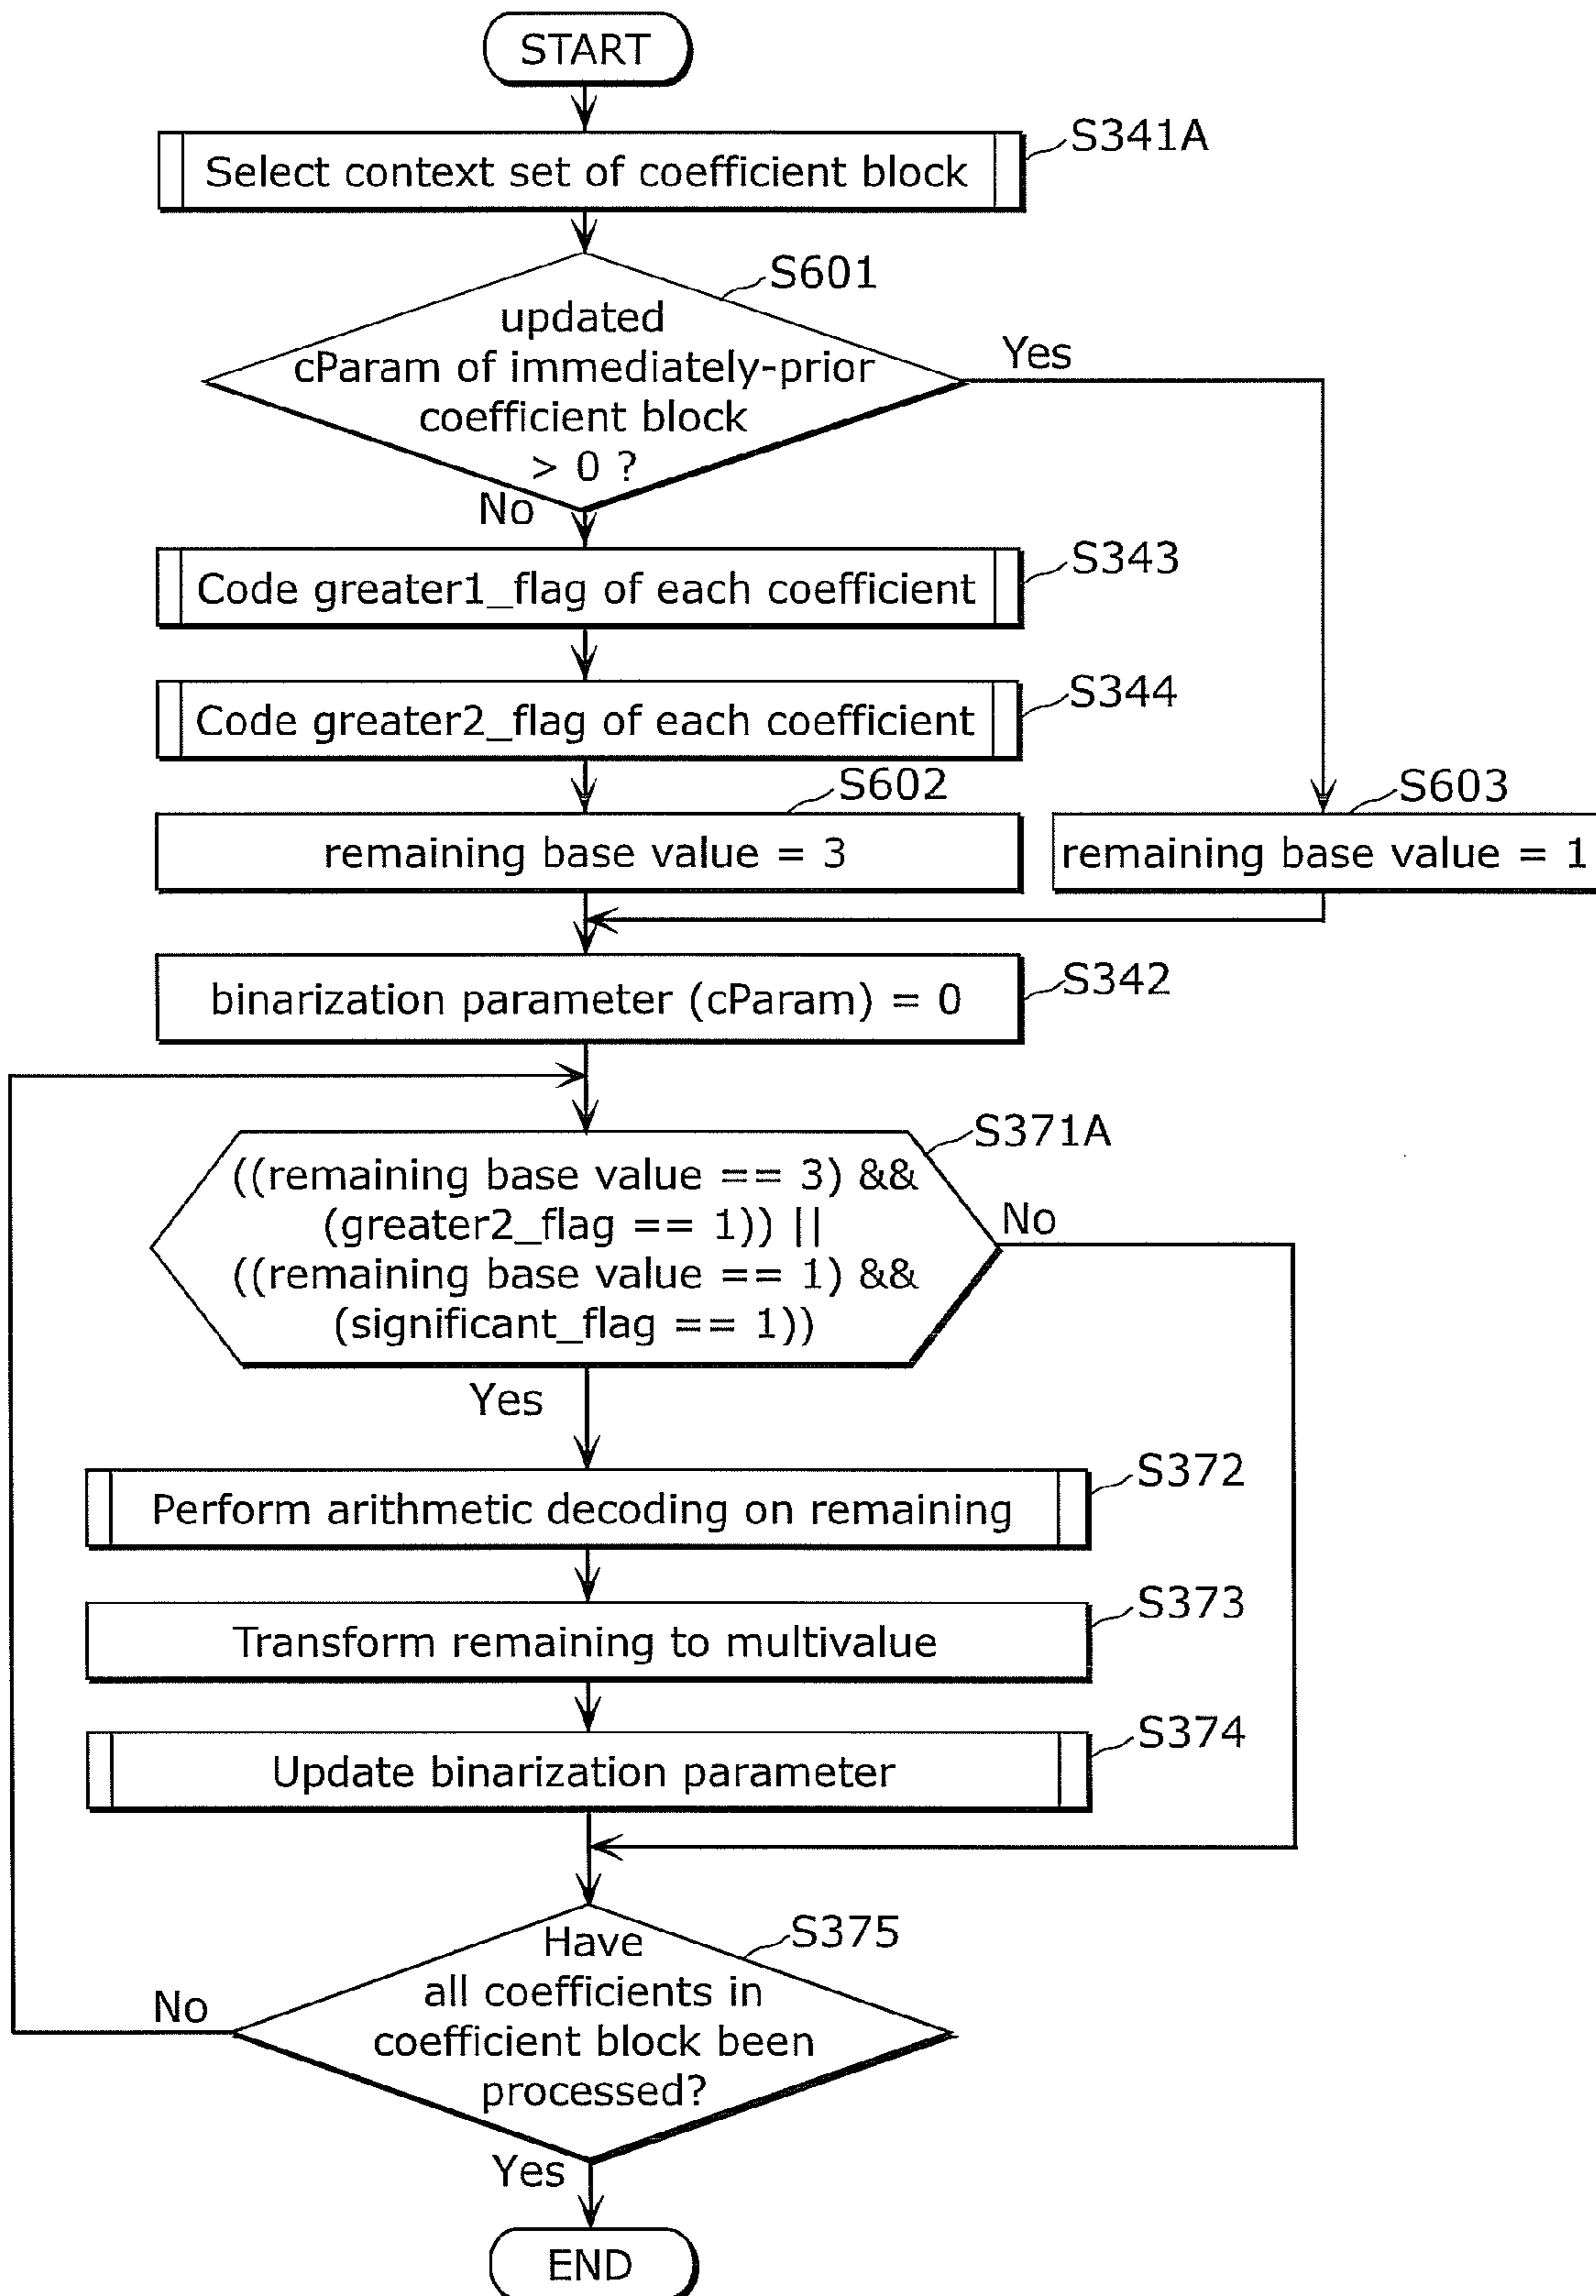 START
S341A
Select context set of coefficient block
S601
updated
cParam of immediately-prior
coefficient block
> 0 ?
Yes
No
S343
Code greater1_flag of each coefficient
S344
Code greater2_flag of each coefficient
S602
remaining base value = 3
S603
remaining base value = 1
S342
binarization parameter (cParam) = 0
S371A
((remaining base value == 3) &&
(greater2_flag == 1)) ||
((remaining base value == 1) &&
(significant_flag == 1))
No
Yes
S372
Perform arithmetic decoding on remaining
S373
Transform remaining to multivalue
S374
Update binarization parameter
S375
Have
all coefficients in
coefficient block been
processed?
No
Yes
END